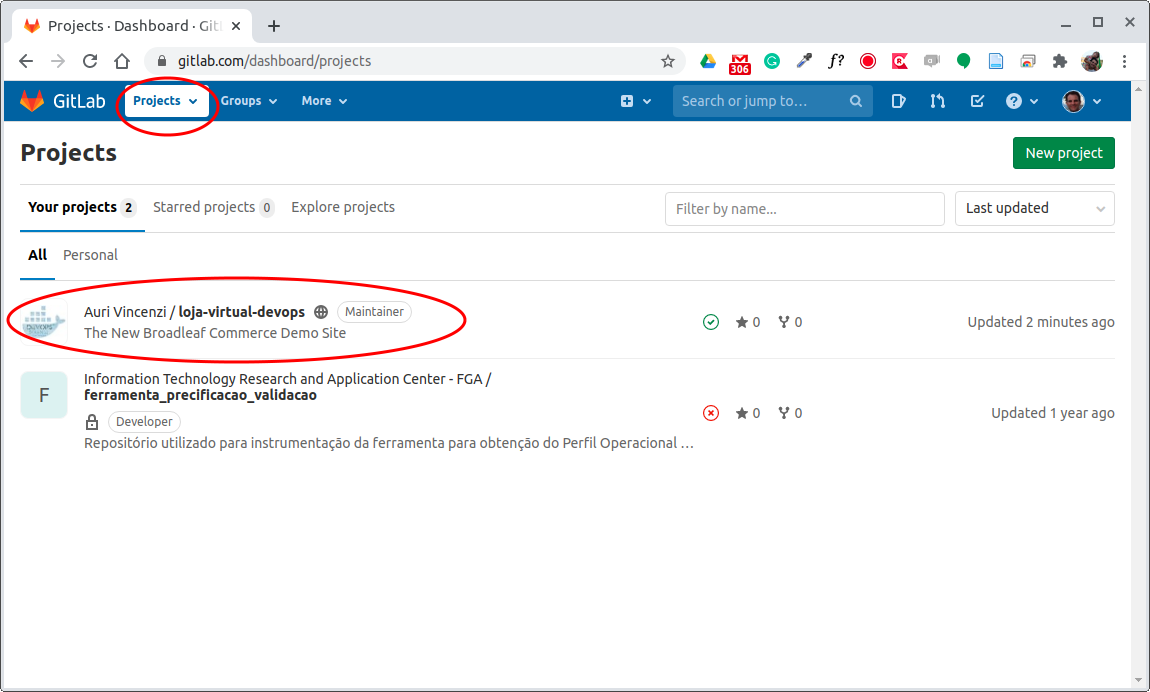 Projects · Dashboard · Git
gitlab.com/dashboard/projects
306
f?
GitLab
Projects
Groups
More
Search or jump to...
Projects
New project
Your projects 2
Starred projects 0
Explore projects
Filter by name...
Last updated
All
Personal
Auri Vincenzi / loja-virtual-devops
Maintainer
The New Broadleaf Commerce Demo Site
0
0
Updated 2 minutes ago
F
Information Technology Research and Application Center - FGA /
ferramenta_precificacao_validacao
Developer
Repositório utilizado para instrumentação da ferramenta para obtenção do Perfil Operacional ...
0
0
Updated 1 year ago